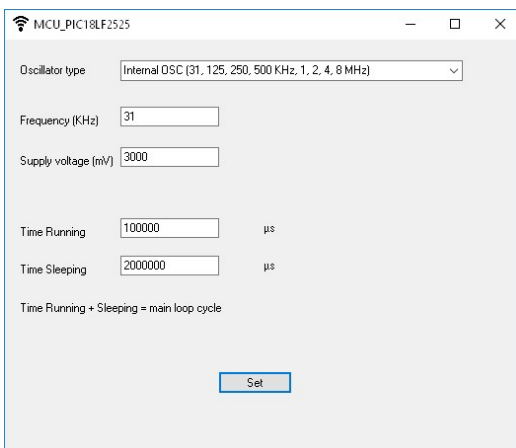 MCU_PIC18LF2525
Oscillator type Internal OSC (31, 125, 250, 500 KHz, 1, 2, 4, 8 MHz)
Frequency (KHz) 31
Supply voltage (mV) 3000
Time Running 100000 µs
Time Sleeping 2000000 µs
Time Running + Sleeping = main loop cycle
Set